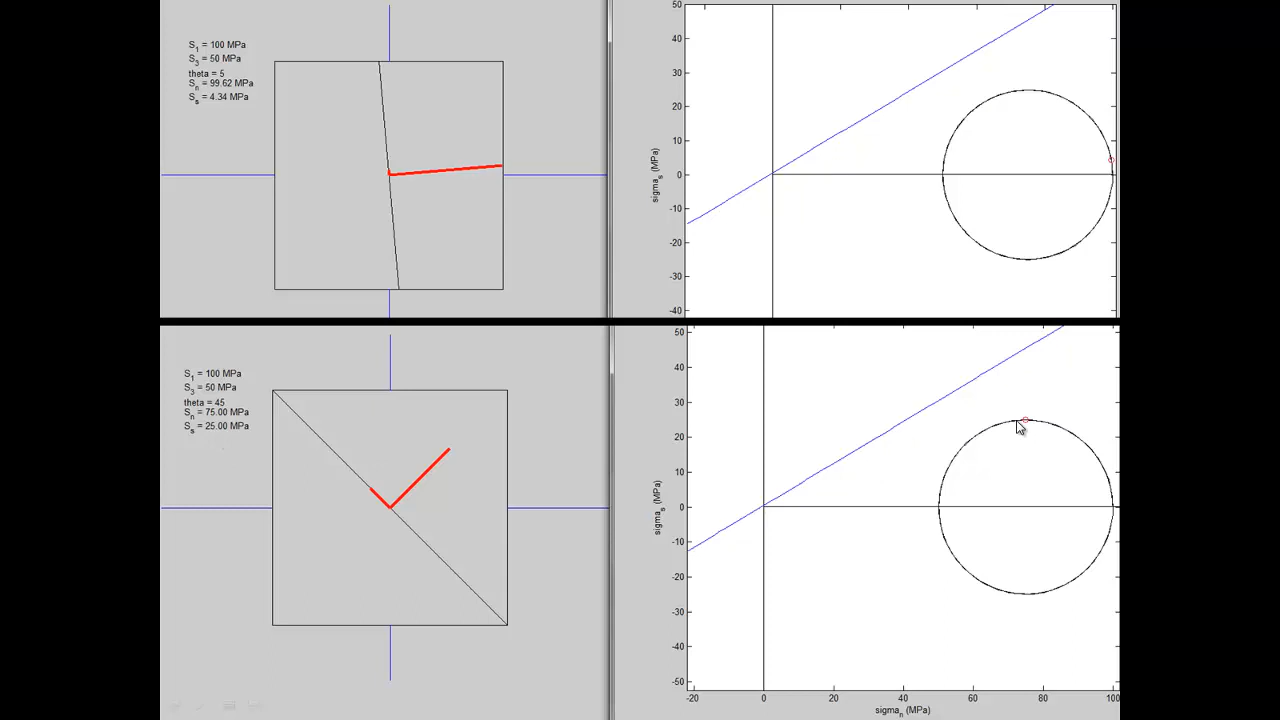 S1 = 100 MPa
S3 = 50 MPa
theta = 5
Sn = 99.62 MPa
Ss = 4.34 MPa
50
40
30
20
10
0
-10
-20
-30
-40
sigmas (MPa)
S1 = 100 MPa
S3 = 50 MPa
theta = 45
Sn = 75.00 MPa
Ss = 25.00 MPa
50
40
30
20
10
0
-10
-20
-30
-40
-50
sigmas (MPa)
-20 0 20 40 60 80 100
sigman (MPa)